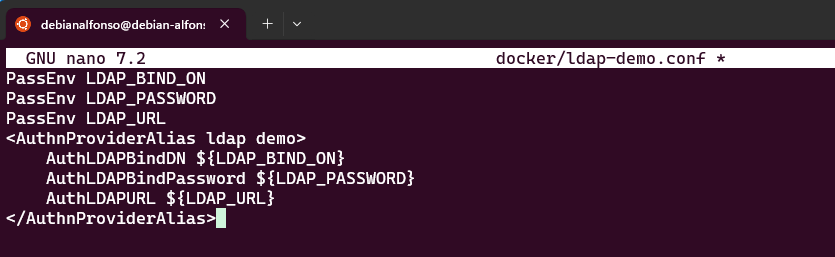 debianalfonso@debian-alfons
GNU nano 7.2 docker/ldap-demo.conf *
PassEnv LDAP_BIND_ON
PassEnv LDAP_PASSWORD
PassEnv LDAP_URL
<AuthnProviderAlias ldap demo>
    AuthLDAPBindDN ${LDAP_BIND_ON}
    AuthLDAPBindPassword ${LDAP_PASSWORD}
    AuthLDAPURL ${LDAP_URL}
</AuthnProviderAlias>